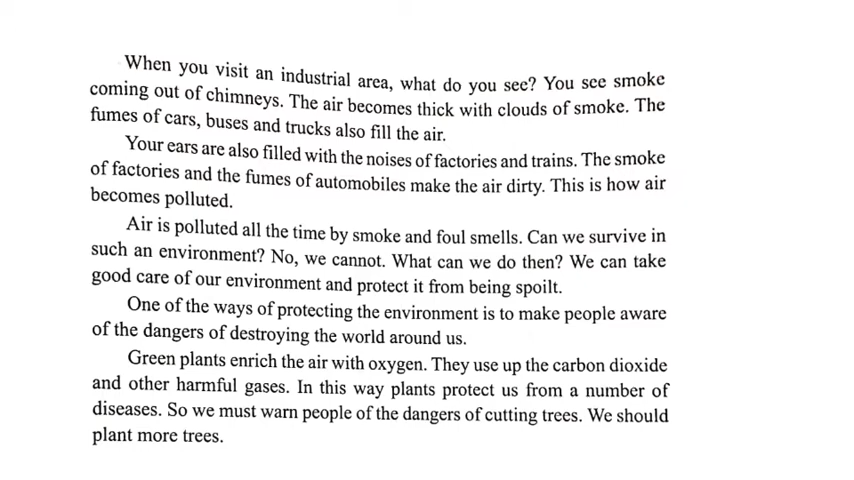 When you visit an industrial area, what do you see? You see smoke
coming out of chimneys. The air becomes thick with clouds of smoke. The
fumes of cars, buses and trucks also fill the air.
Your ears are also filled with the noises of factories and trains. The smoke
of factories and the fumes of automobiles make the air dirty. This is how air
becomes polluted.
Air is polluted all the time by smoke and foul smells. Can we survive in
such an environment? No, we cannot. What can we do then? We can take
good care of our environment and protect it from being spoilt.
One of the ways of protecting the environment is to make people aware
of the dangers of destroying the world around us.
Green plants enrich the air with oxygen. They use up the carbon dioxide
and other harmful gases. In this way plants protect us from a number of
diseases. So we must warn people of the dangers of cutting trees. We should
plant more trees.